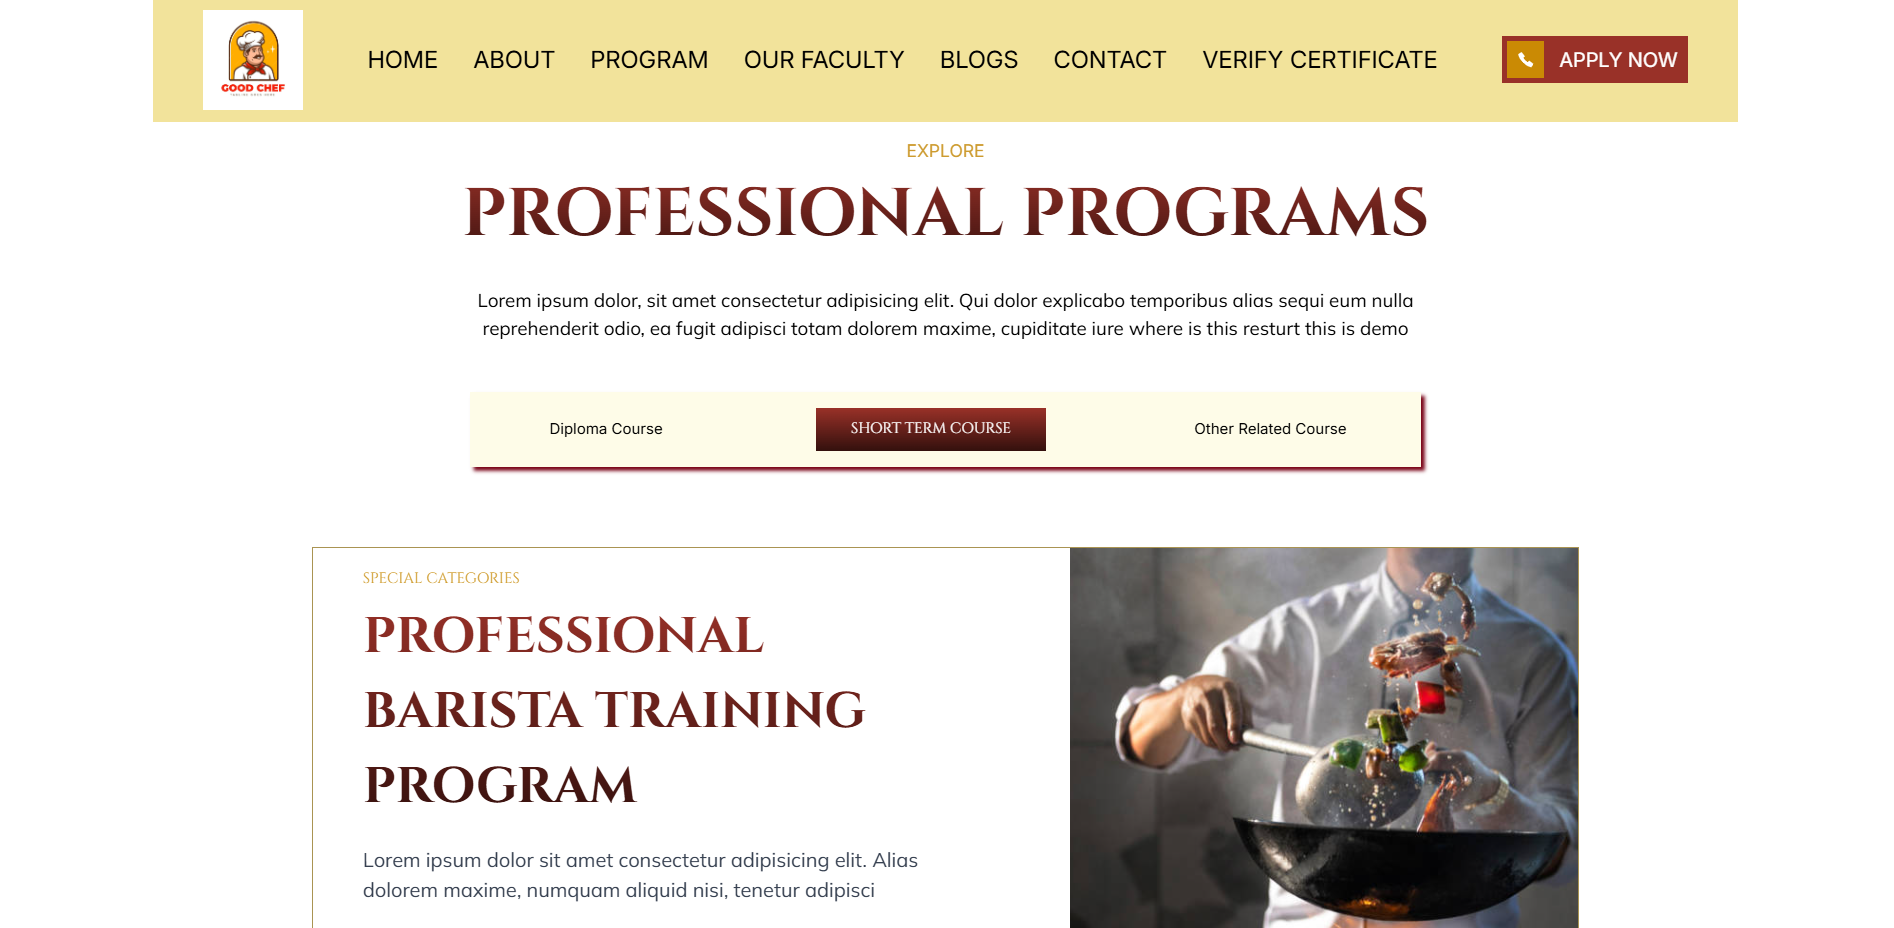 GOOD CHEF
HOME
ABOUT
PROGRAM
OUR FACULTY
BLOGS
CONTACT
VERIFY CERTIFICATE
APPLY NOW
EXPLORE
PROFESSIONAL PROGRAMS
Lorem ipsum dolor, sit amet consectetur adipisicing elit. Qui dolor explicabo temporibus alias sequi eum nulla
reprehenderit odio, ea fugit adipisci totam dolorem maxime, cupiditate iure where is this resturt this is demo
Diploma Course
SHORT TERM COURSE
Other Related Course
SPECIAL CATEGORIES
PROFESSIONAL
BARISTA TRAINING
PROGRAM
Lorem ipsum dolor sit amet consectetur adipisicing elit. Alias
dolorem maxime, numquam aliquid nisi, tenetur adipisci